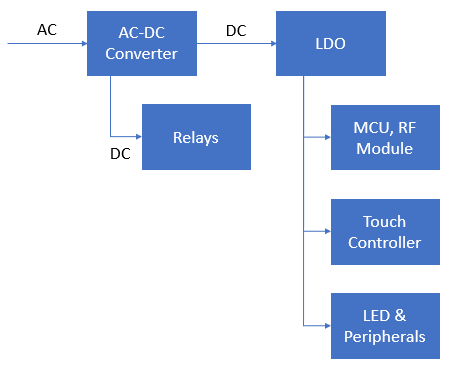 AC
AC-DC
Converter
DC
LDO
DC
Relays
MCU, RF
Module
Touch
Controller
LED &
Peripherals